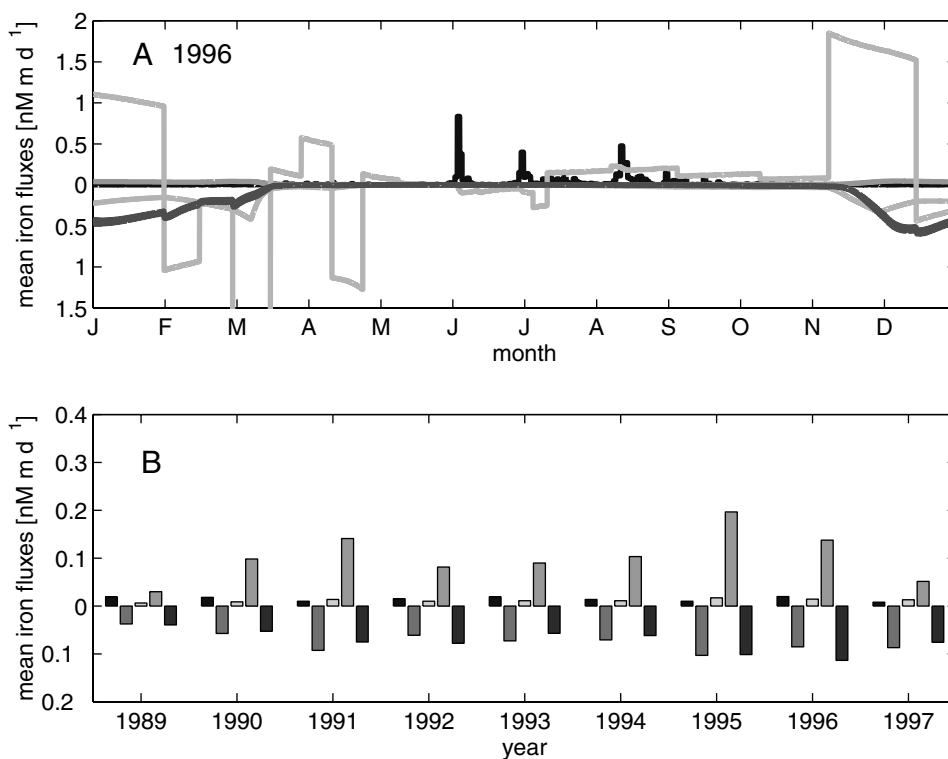 A 1996
mean iron fluxes [nM m d 1]
2
1.5
1
0.5
0
0.5
1
1.5
J F M A M J J A S O N D
month
B
mean iron fluxes [nM m d 1]
0.4
0.3
0.2
0.1
0
0.1
0.2
1989 1990 1991 1992 1993 1994 1995 1996 1997
year